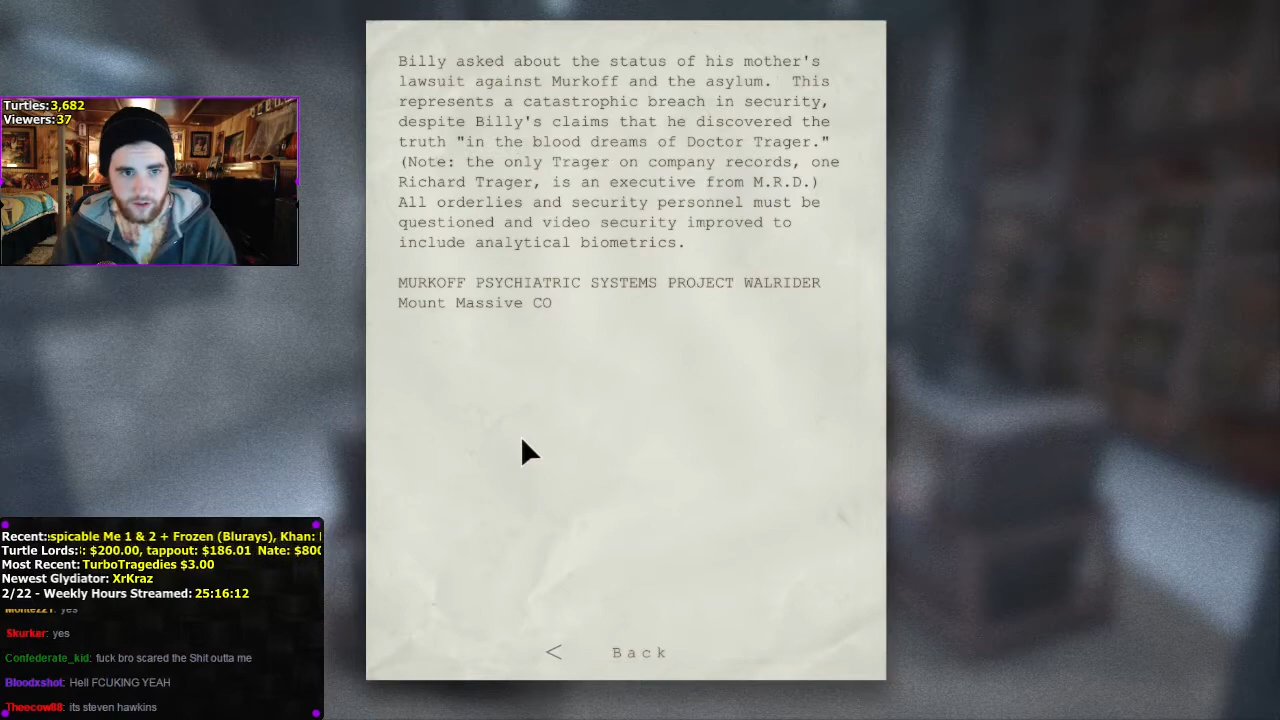 Turtles:3,682
Viewers:37
Billy asked about the status of his mother's
lawsuit against Murkoff and the asylum.  This
represents a catastrophic breach in security,
despite Billy's claims that he discovered the
truth "in the blood dreams of Doctor Trager."
(Note: the only Trager on company records, one
Richard Trager, is an executive from M.R.D.)
All orderlies and security personnel must be
questioned and video security improved to
include analytical biometrics.
MURKOFF PSYCHIATRIC SYSTEMS PROJECT WALRIDER
Mount Massive CO
< Back
Recent:spicable Me 1 & 2 + Frozen (Blurays), Khan:
Turtle Lords: $200.00, tappout: $186.01 Nate: $800
Most Recent: TurboTragedies $3.00
Newest Glydiator: XrKraz
2/22 - Weekly Hours Streamed: 25:16:12
yes
Skurkar: yes
Confederate_kid: fuck bro scared the Shit outta me
Bloodxshot: Hell FCUKING YEAH
Theecow88: its steven hawkins